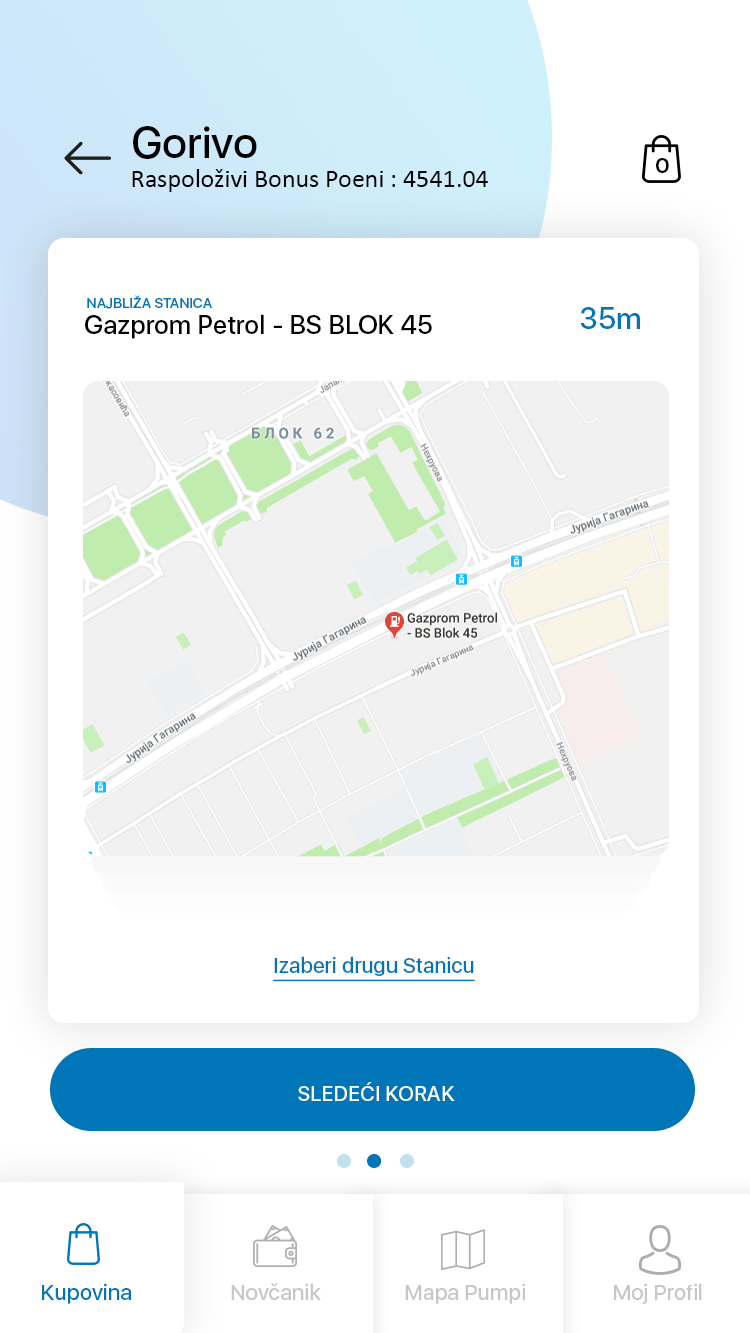 Gorivo
Raspoloživi Bonus Poeni : 4541.04
0
NAJBLIŽA STANICA
Gazprom Petrol - BS BLOK 45
35m
БЛОК 62
Нехруова
Јурија Гагарина
Gazprom Petrol
- BS Blok 45
Јурија Гагарина
Јурија Гагарина
Јурија Гагарина
Нехруова
Izaberi drugu Stanicu
SLEDEĆI KORAK
Kupovina
Novčanik
Mapa Pumpi
Moj Profil